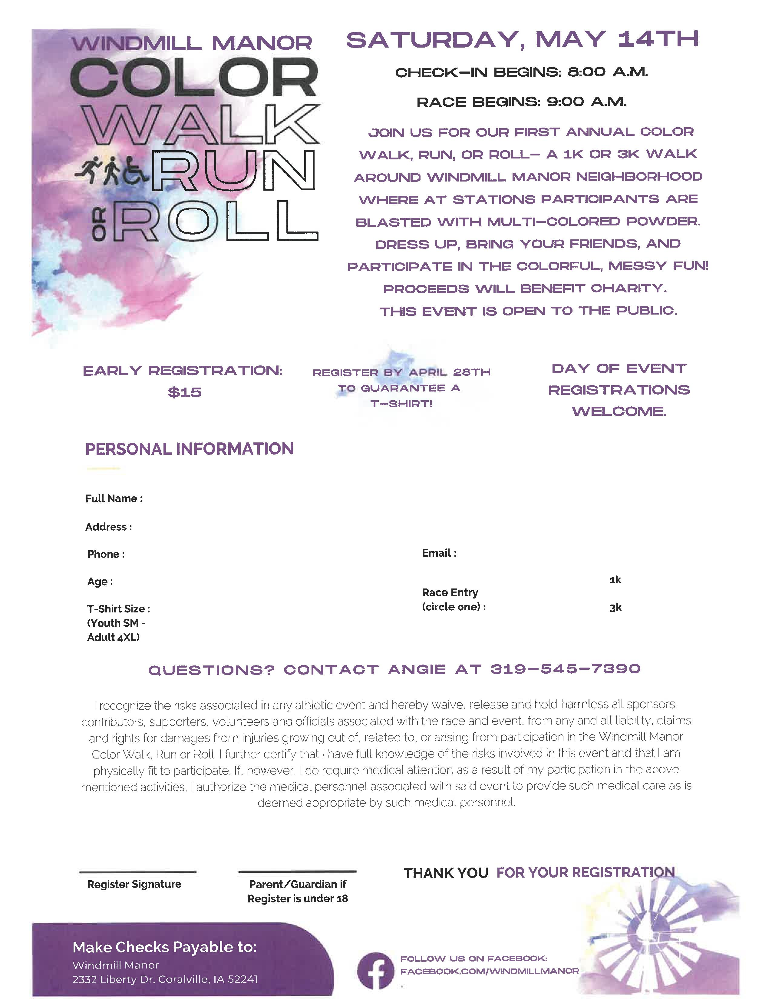 WINDMILL MANOR
COLOR
WALK
RUN
OR ROLL
SATURDAY, MAY 14TH
CHECK-IN BEGINS: 8:00 A.M.
RACE BEGINS: 9:00 A.M.
JOIN US FOR OUR FIRST ANNUAL COLOR
WALK, RUN, OR ROLL- A 1K OR 3K WALK
AROUND WINDMILL MANOR NEIGHBORHOOD
WHERE AT STATIONS PARTICIPANTS ARE
BLASTED WITH MULTI-COLORED POWDER.
DRESS UP, BRING YOUR FRIENDS, AND
PARTICIPATE IN THE COLORFUL, MESSY FUN!
PROCEEDS WILL BENEFIT CHARITY.
THIS EVENT IS OPEN TO THE PUBLIC.
EARLY REGISTRATION:
$15
REGISTER BY APRIL 28TH
TO GUARANTEE A
T-SHIRT!
DAY OF EVENT
REGISTRATIONS
WELCOME.
PERSONAL INFORMATION
Full Name :
Address :
Phone :
Email :
Age :
Race Entry
(circle one) :
1k
3k
T-Shirt Size :
(Youth SM -
Adult 4XL)
QUESTIONS? CONTACT ANGIE AT 319-545-7390
I recognize the risks associated in any athletic event and hereby waive, release and hold harmless all sponsors,
contributors, supporters, volunteers and officials associated with the race and event, from any and all liability, claims
and rights for damages from injuries growing out of, related to, or arising from participation in the Windmill Manor
Color Walk, Run or Roll. I further certify that I have full knowledge of the risks involved in this event and that I am
physically fit to participate. If, however, I do require medical attention as a result of my participation in the above
mentioned activities, I authorize the medical personnel associated with said event to provide such medical care as is
deemed appropriate by such medical personnel.
Register Signature
Parent/Guardian if
Register is under 18
THANK YOU FOR YOUR REGISTRATION
Make Checks Payable to:
Windmill Manor
2332 Liberty Dr. Coralville, IA 52241
FOLLOW US ON FACEBOOK:
FACEBOOK.COM/WINDMILLMANOR
.